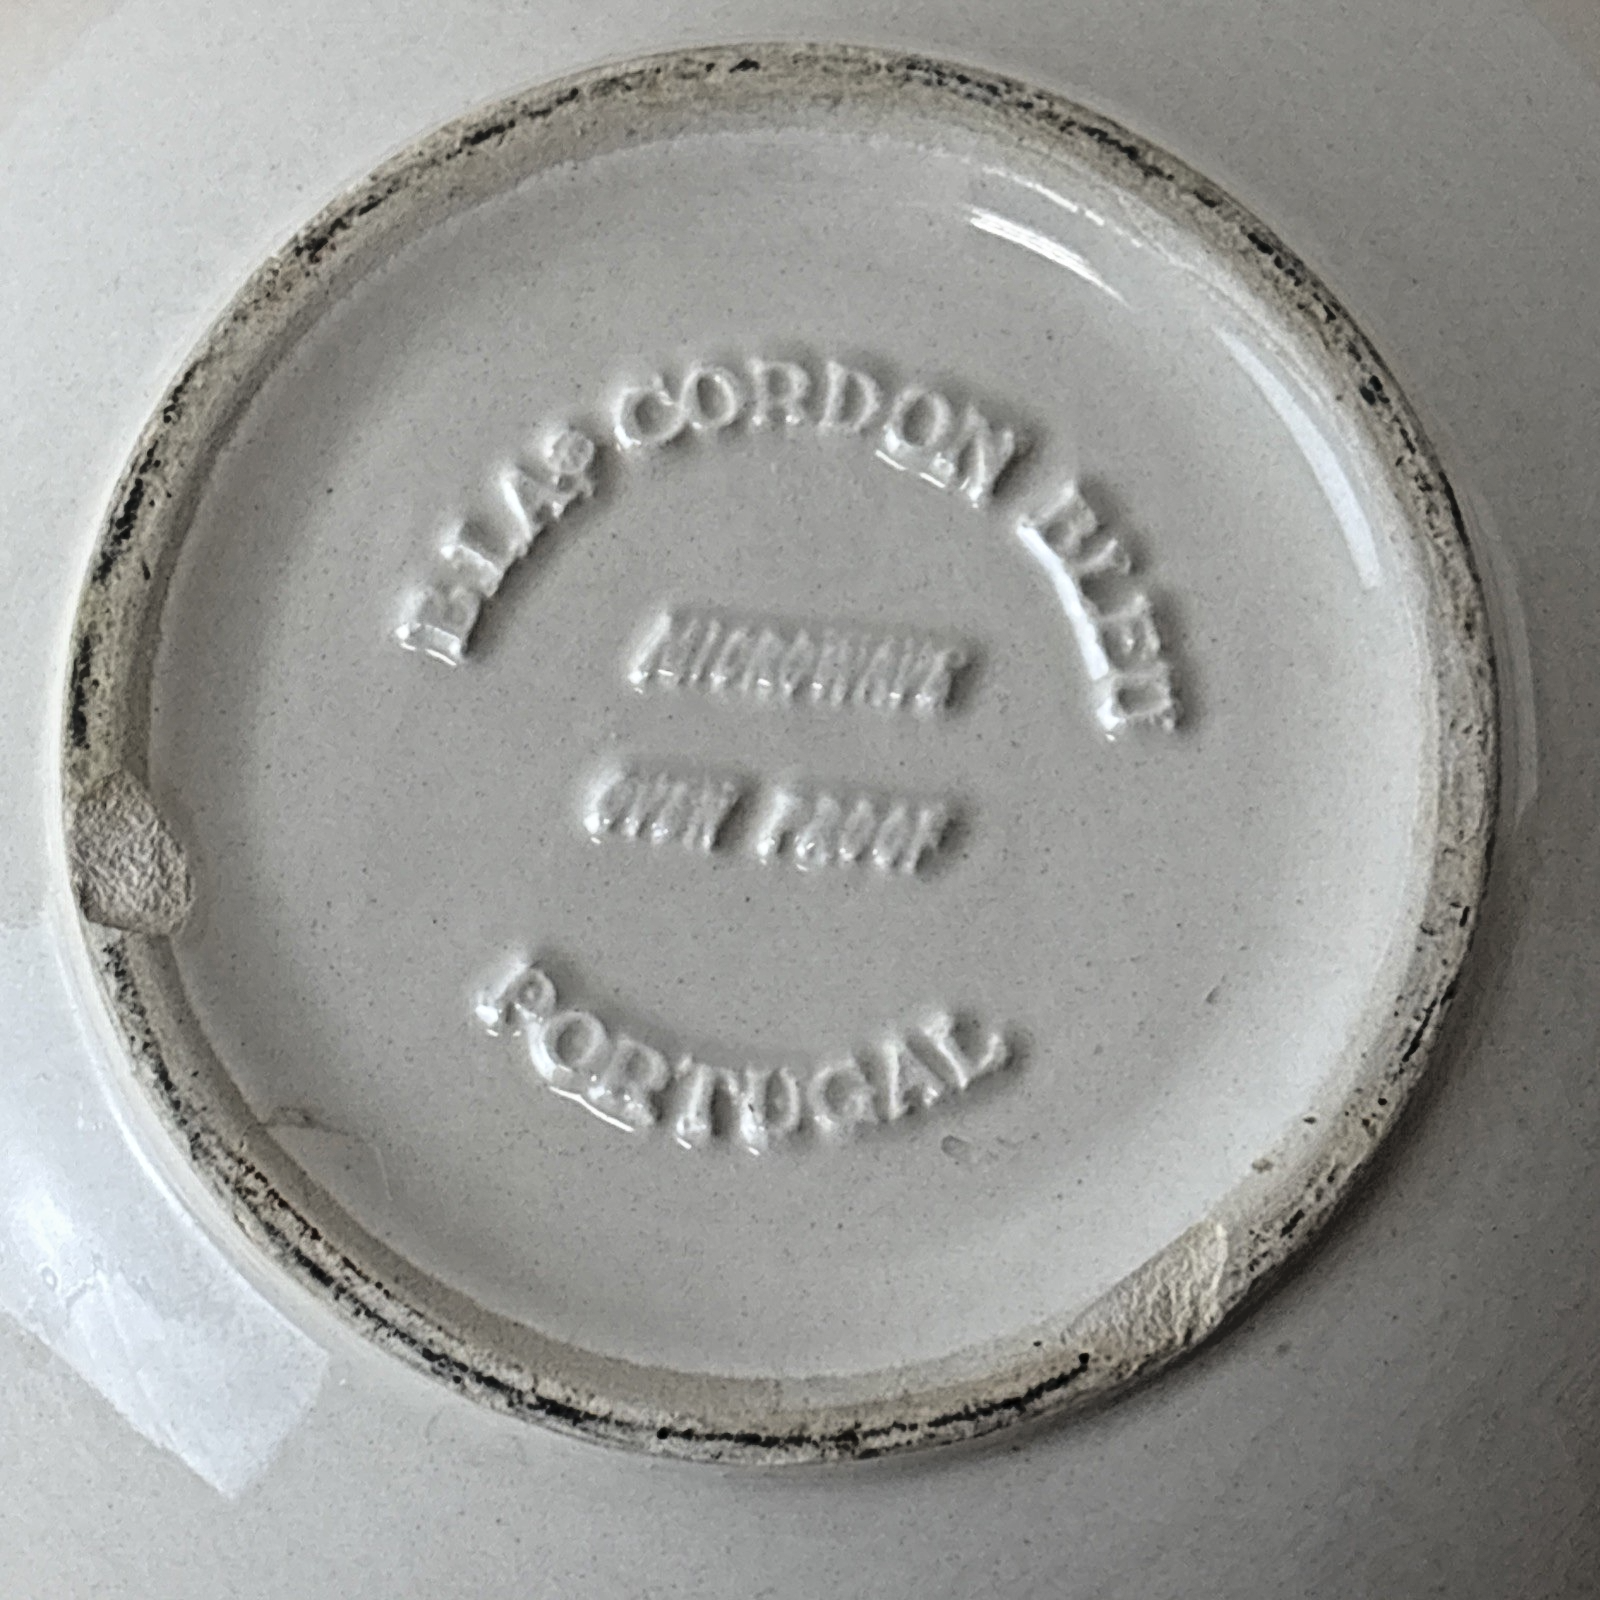 BIA® CORDON BLEU
MICROWAVE
OVEN PROOF
PORTUGAL